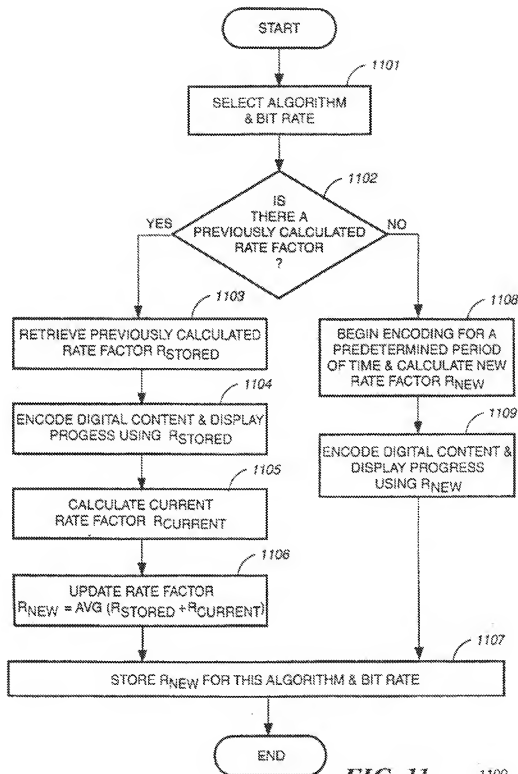 START
1101
SELECT ALGORITHM
& BIT RATE
1102
IS
THERE A
PREVIOUSLY CALCULATED
RATE FACTOR
?
YES
NO
1103
RETRIEVE PREVIOUSLY CALCULATED
RATE FACTOR RSTORED
1104
ENCODE DIGITAL CONTENT & DISPLAY
PROGESS USING RSTORED
1105
CALCULATE CURRENT
RATE FACTOR RCURRENT
1106
UPDATE RATE FACTOR
RNEW = AVG (RSTORED +RCURRENT)
1108
BEGIN ENCODING FOR A
PREDETERMINED PERIOD
OF TIME & CALCULATE NEW
RATE FACTOR RNEW
1109
ENCODE DIGITAL CONTENT &
DISPLAY PROGRESS
USING RNEW
1107
STORE RNEW FOR THIS ALGORITHM & BIT RATE
END
FIG. 11
1100